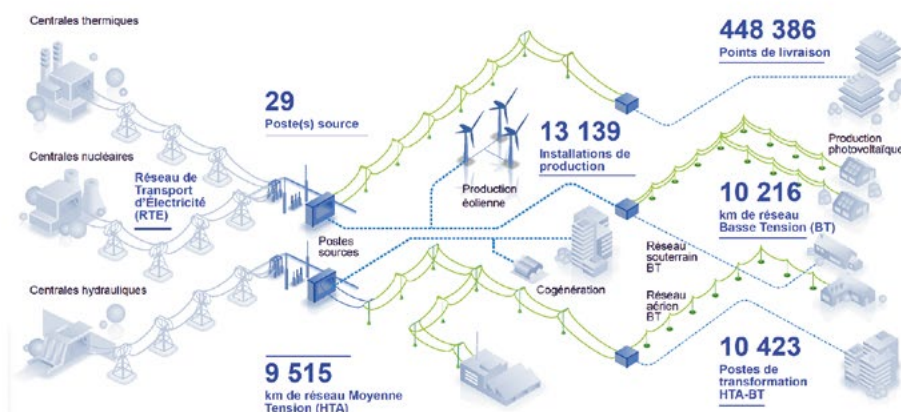 Centrales thermiques
448 386
Points de livraison
29
Poste(s) source
13 139
Installations de
production
Production
photovoltaïque
Centrales nucléaires
Réseau de
Transport
d'Électricité
(RTE)
Production
éolienne
10 216
km de réseau
Basse Tension (BT)
Postes
sources
Réseau
souterrain
BT
Centrales hydrauliques
Cogénération
Réseau
aérien BT
9 515
km de réseau Moyenne
Tension (HTA)
10 423
Postes de
transformation
HTA-BT